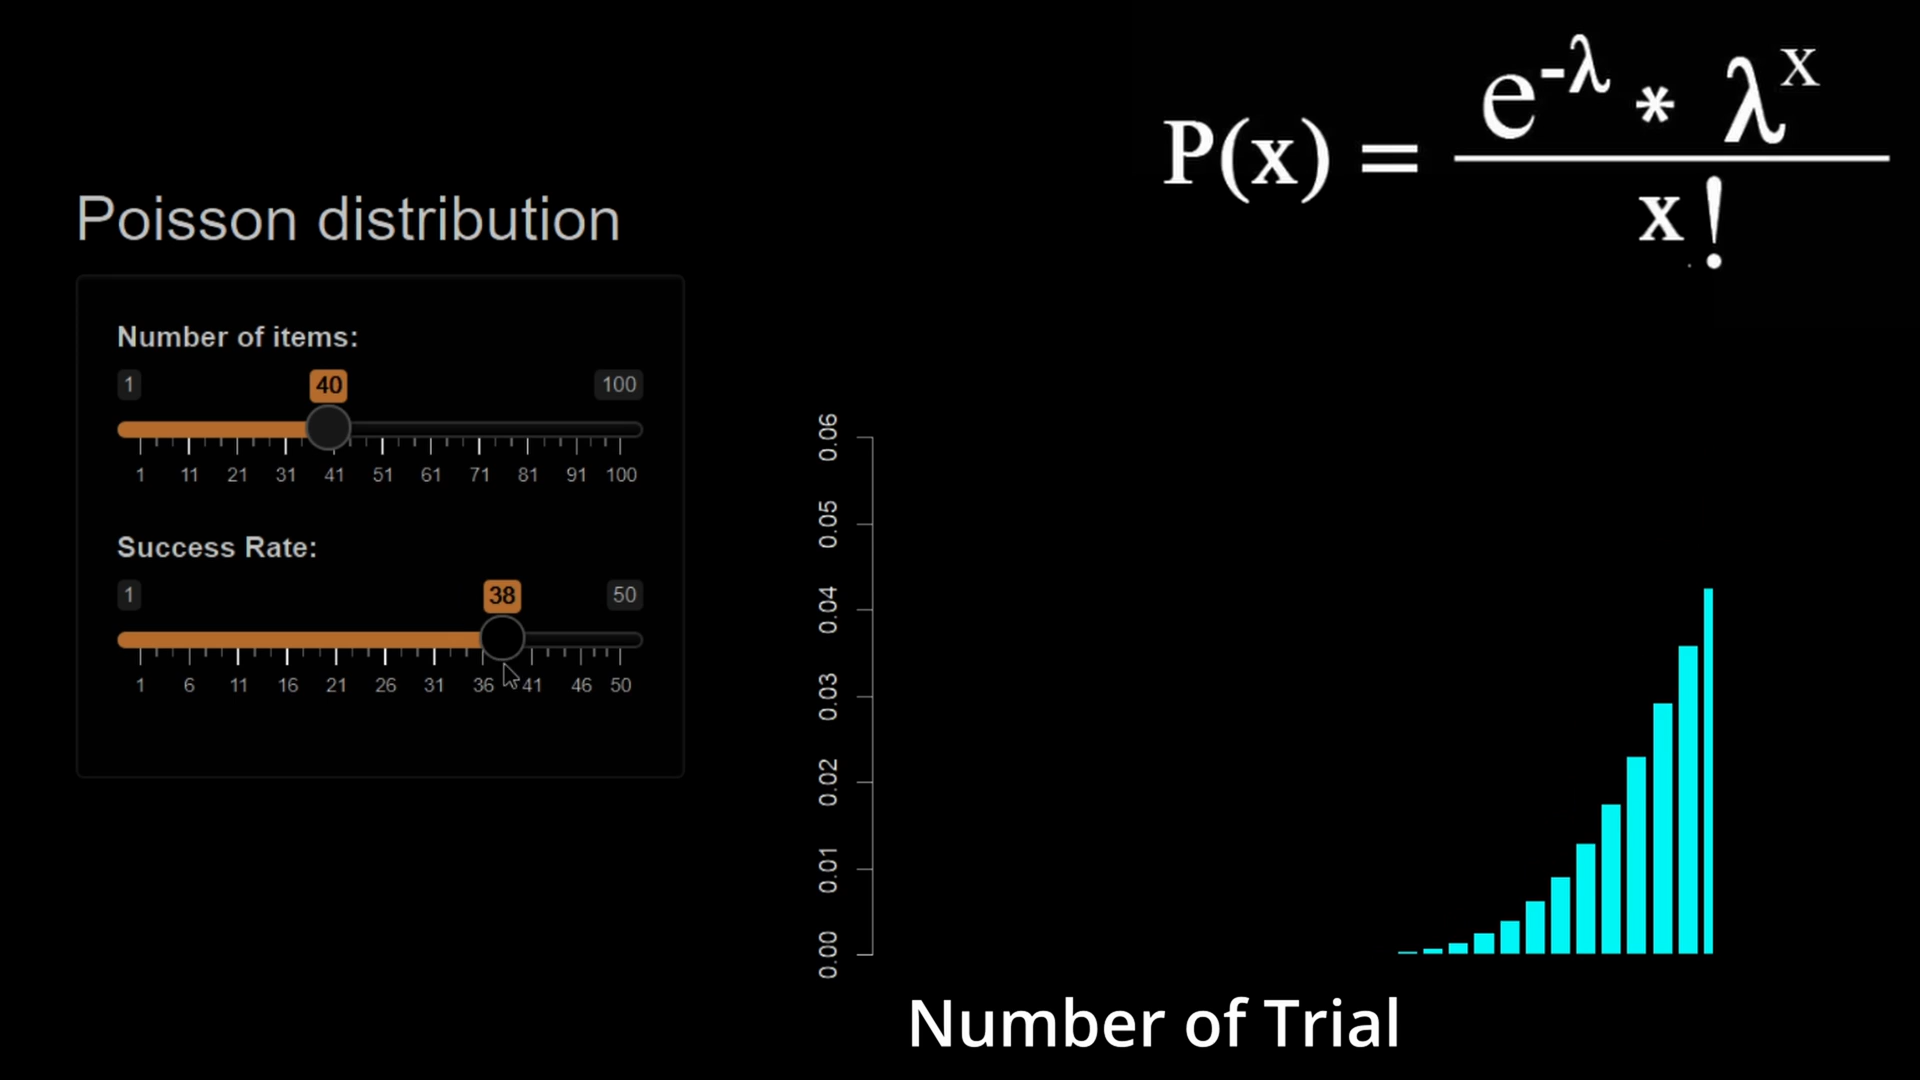 P(x) = e^-λ * λ^x / x!
Poisson distribution
Number of items:
1 40 100
1 11 21 31 41 51 61 71 81 91 100
Success Rate:
1 38 50
1 6 11 16 21 26 31 36 41 46 50
0.06
0.05
0.04
0.03
0.02
0.01
0.00
Number of Trial